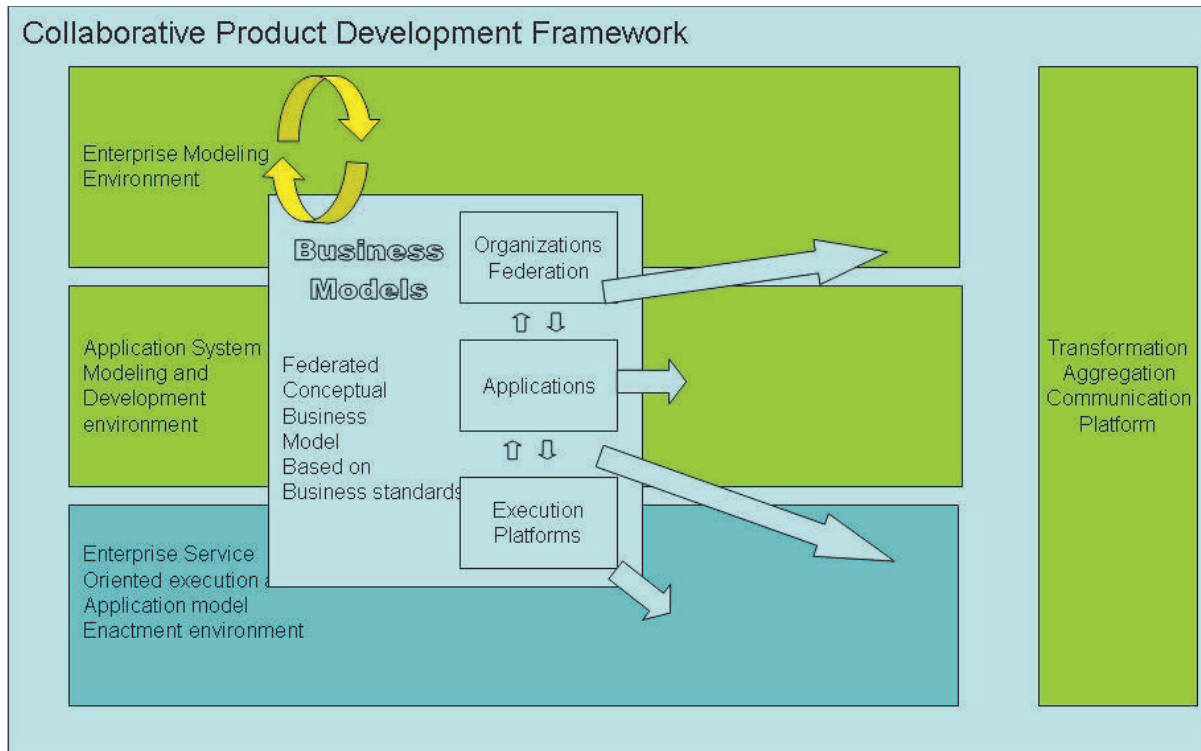 Collaborative Product Development Framework
Enterprise Modeling
Environment
Business
Models
Organizations
Federation
Application System
Modeling and
Development
environment
Federated
Conceptual
Business
Model
Based on
Business standards
Applications
Transformation
Aggregation
Communication
Platform
Execution
Platforms
Enterprise Service
Oriented execution
Application model
Enactment environment